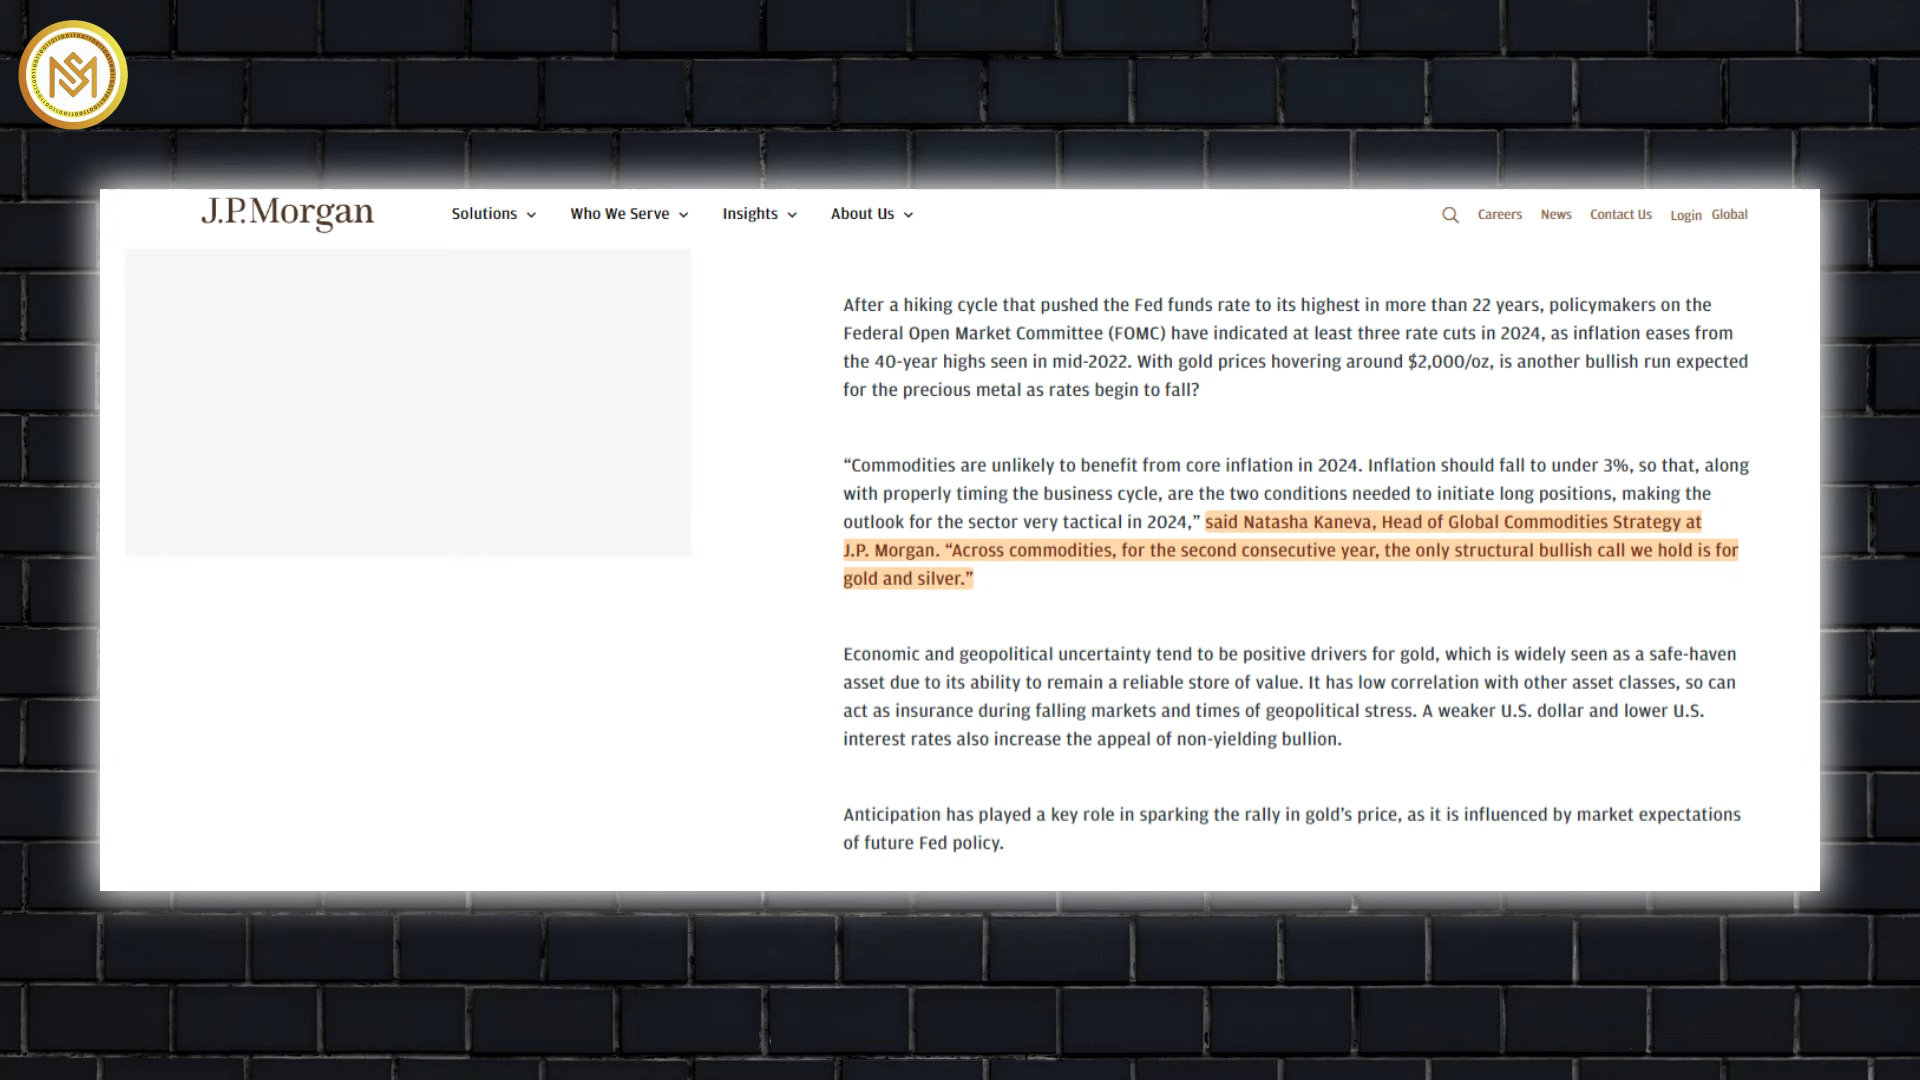 J.P.Morgan
Solutions
Who We Serve
Insights
About Us
Careers
News
Contact Us
Login
Global
After a hiking cycle that pushed the Fed funds rate to its highest in more than 22 years, policymakers on the
Federal Open Market Committee (FOMC) have indicated at least three rate cuts in 2024, as inflation eases from
the 40-year highs seen in mid-2022. With gold prices hovering around $2,000/oz, is another bullish run expected
for the precious metal as rates begin to fall?
“Commodities are unlikely to benefit from core inflation in 2024. Inflation should fall to under 3%, so that, along
with properly timing the business cycle, are the two conditions needed to initiate long positions, making the
outlook for the sector very tactical in 2024,” said Natasha Kaneva, Head of Global Commodities Strategy at
J.P. Morgan. “Across commodities, for the second consecutive year, the only structural bullish call we hold is for
gold and silver.”
Economic and geopolitical uncertainty tend to be positive drivers for gold, which is widely seen as a safe-haven
asset due to its ability to remain a reliable store of value. It has low correlation with other asset classes, so can
act as insurance during falling markets and times of geopolitical stress. A weaker U.S. dollar and lower U.S.
interest rates also increase the appeal of non-yielding bullion.
Anticipation has played a key role in sparking the rally in gold’s price, as it is influenced by market expectations
of future Fed policy.